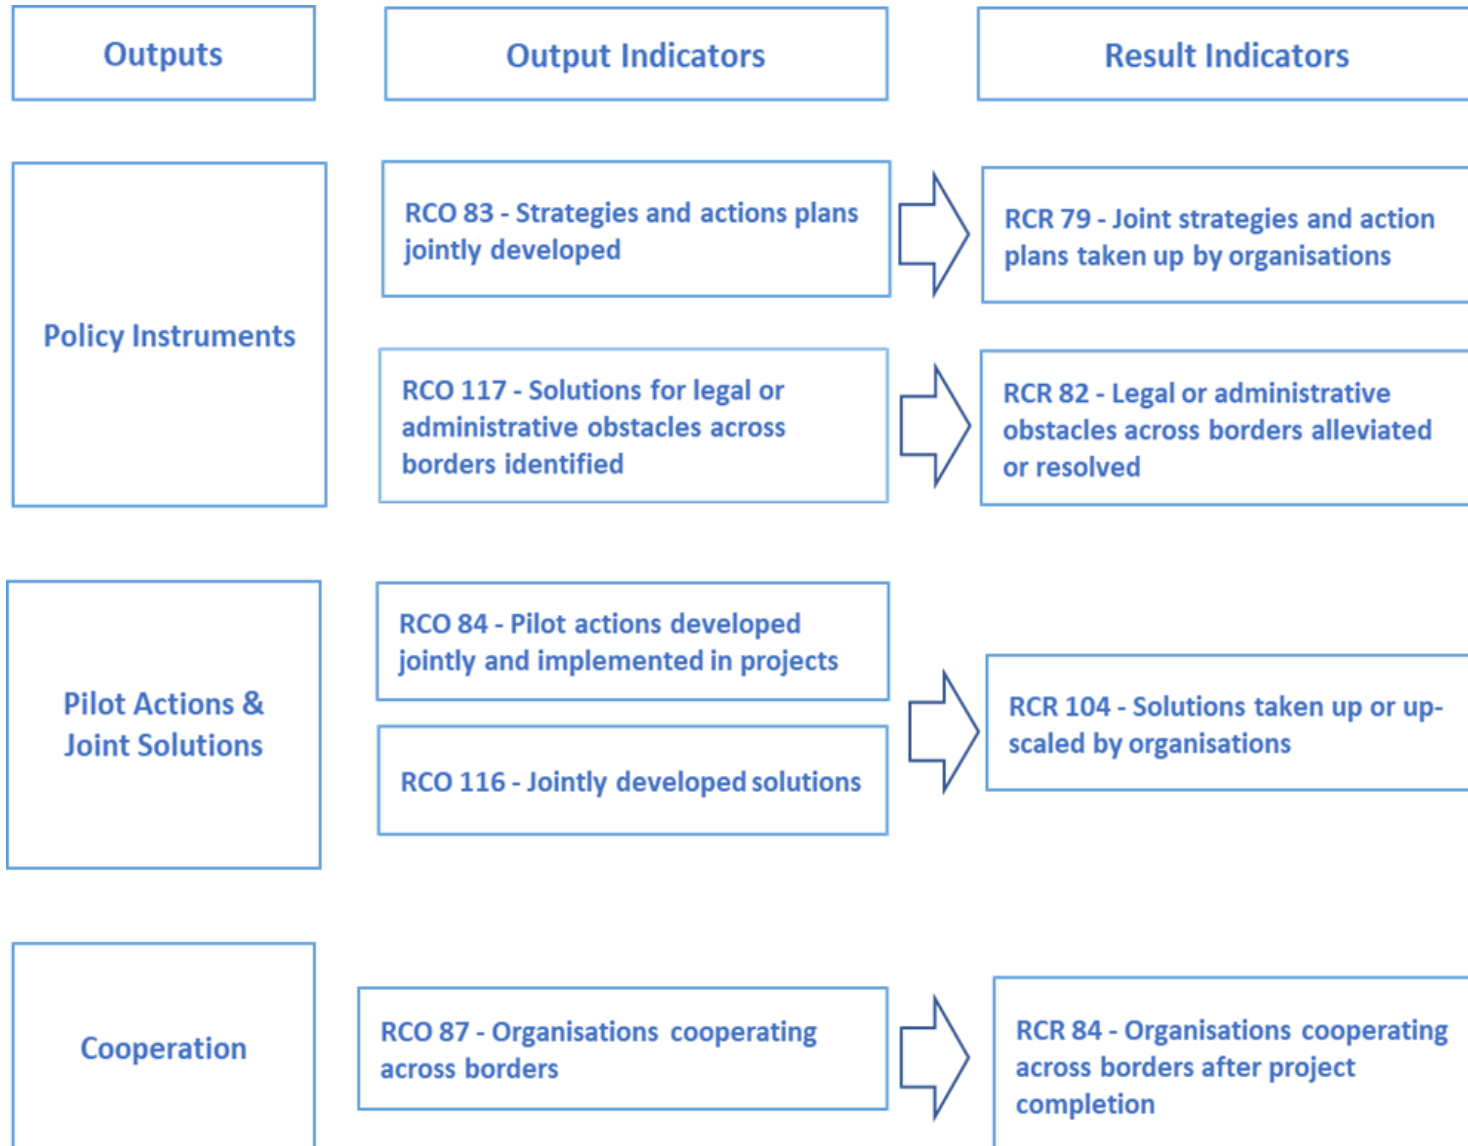 Outputs
Output Indicators
Result Indicators
Policy Instruments
RCO 83 - Strategies and actions plans
jointly developed
RCR 79 - Joint strategies and action
plans taken up by organisations
RCO 117 - Solutions for legal or
administrative obstacles across
borders identified
RCR 82 - Legal or administrative
obstacles across borders alleviated
or resolved
Pilot Actions &
Joint Solutions
RCO 84 - Pilot actions developed
jointly and implemented in projects
RCO 116 - Jointly developed solutions
RCR 104 - Solutions taken up or up-
scaled by organisations
Cooperation
RCO 87 - Organisations cooperating
across borders
RCR 84 - Organisations cooperating
across borders after project
completion